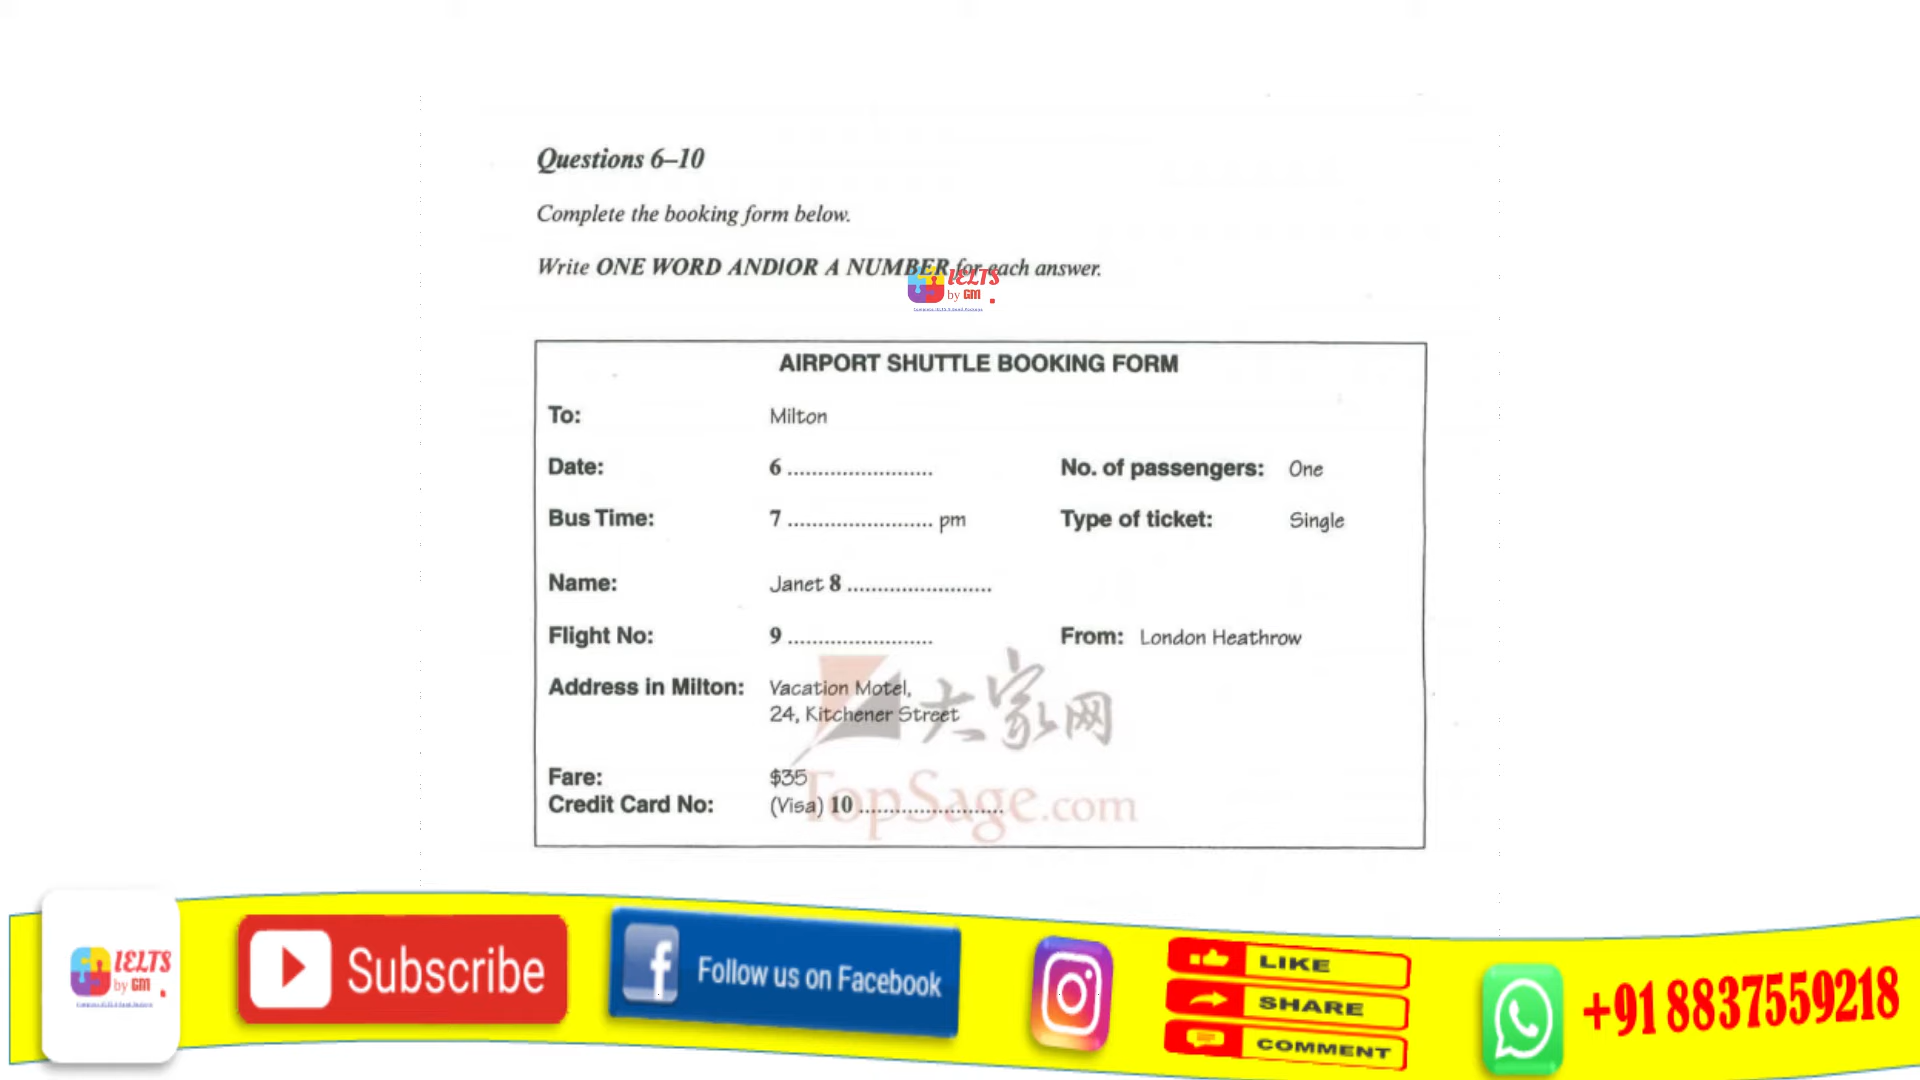 Questions 6–10
Complete the booking form below.
Write ONE WORD AND/OR A NUMBER for each answer.
IELTS
by GM
AIRPORT SHUTTLE BOOKING FORM
To: Milton
Date: 6 ........................ No. of passengers: One
Bus Time: 7 ........................ pm Type of ticket: Single
Name: Janet 8 ........................
Flight No: 9 ........................ From: London Heathrow
Address in Milton: Vacation Motel,
24, Kitchener Street
大家网
Fare: $35
Credit Card No: (Visa) 10 ........................
TopSage.com
IELTS
by GM
Subscribe
f Follow us on Facebook
LIKE
SHARE
COMMENT
+91 8837559218